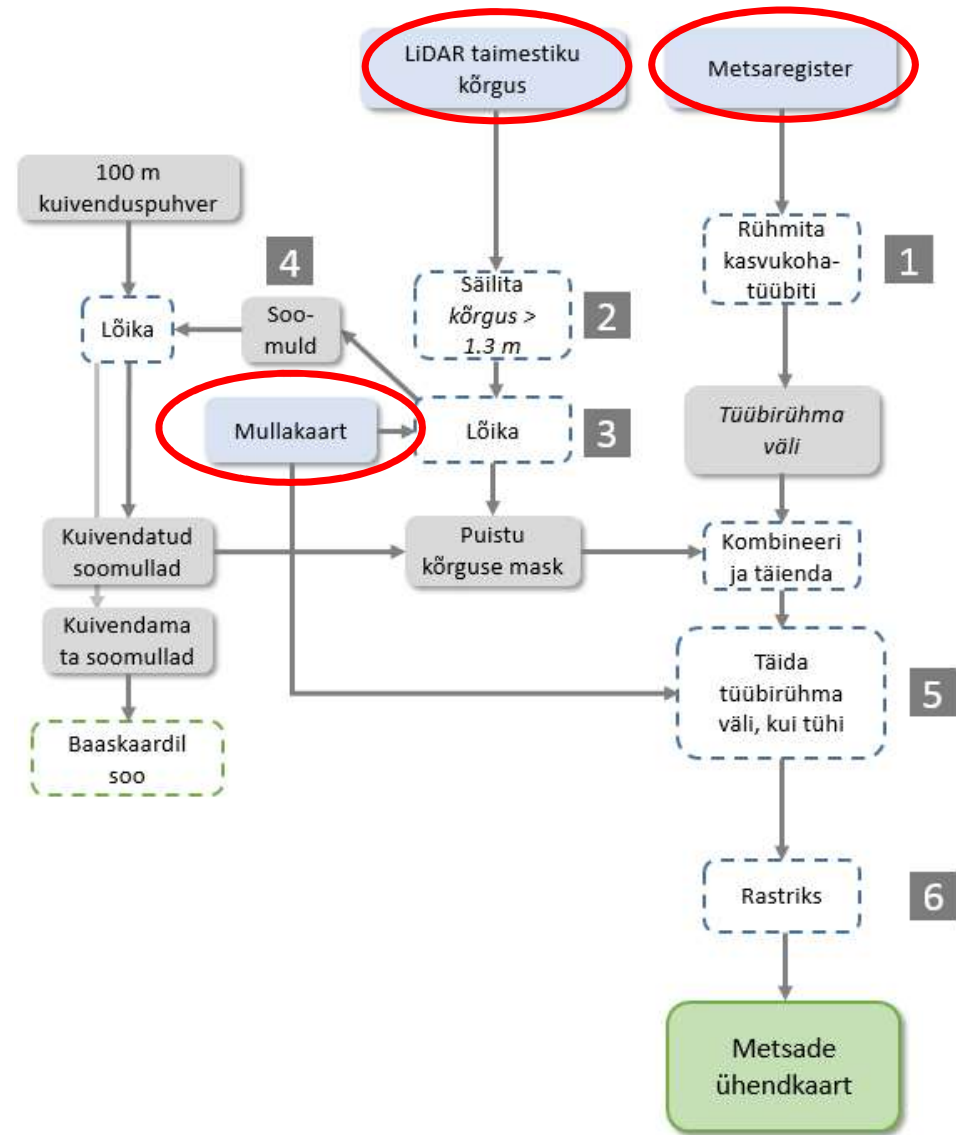 LiDAR taimestiku
kõrgus
Metsaregister
100 m
kuivenduspuhver
Rühmita
kasvukoha-
tüübiti
1
4
Säilita
kõrgus >
1.3 m
2
Lõika
Soo-
muld
Mullakaart
Lõika
3
Tüübirühma
väli
Kuivendatud
soomullad
Puistu
kõrguse mask
Kombineeri
ja täienda
Kuivendama
ta soomullad
Täida
tüübirühma
väli, kui tühi
5
Baaskaardil
soo
Rastriks
6
Metsade
ühendkaart